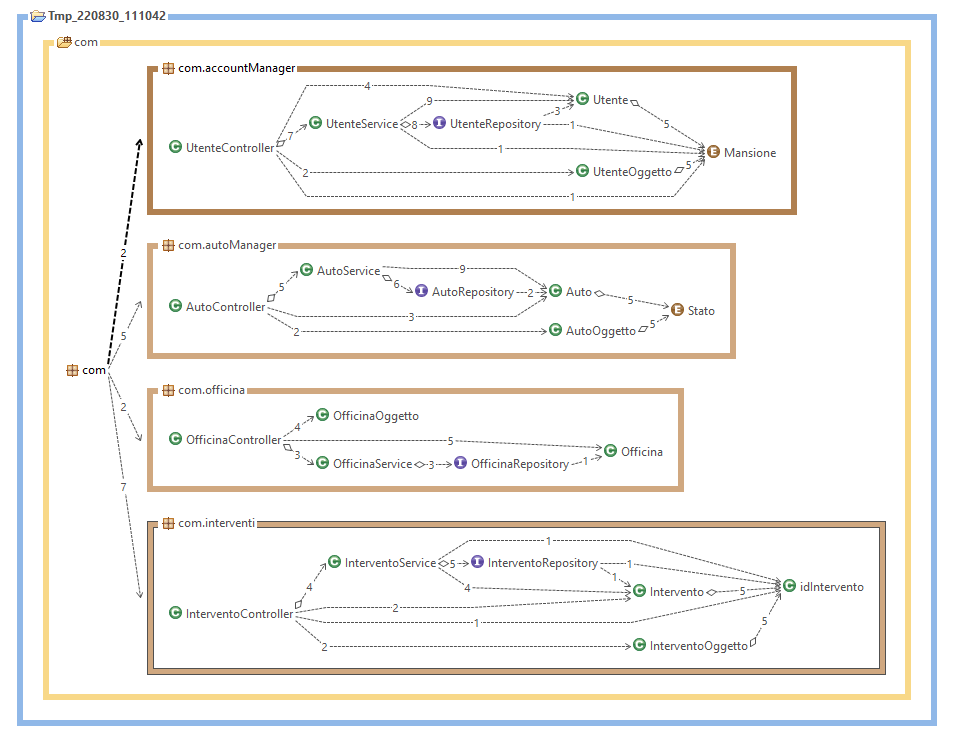 Tmp_220830_111042
com
com.accountManager
4
Utente
9
3
5
UtenteService
8
UtenteRepository
1
7
UtenteController
1
Mansione
2
UtenteOggetto
5
1
2
com.autoManager
AutoService
9
5
6
AutoRepository
2
Auto
5
AutoController
3
Stato
2
AutoOggetto
5
5
com
com.officina
OfficinaOggetto
4
OfficinaController
5
Officina
3
OfficinaService
3
OfficinaRepository
1
2
7
com.interventi
1
InterventoService
5
InterventoRepository
1
1
4
4
Intervento
5
idIntervento
2
InterventoController
1
5
2
InterventoOggetto